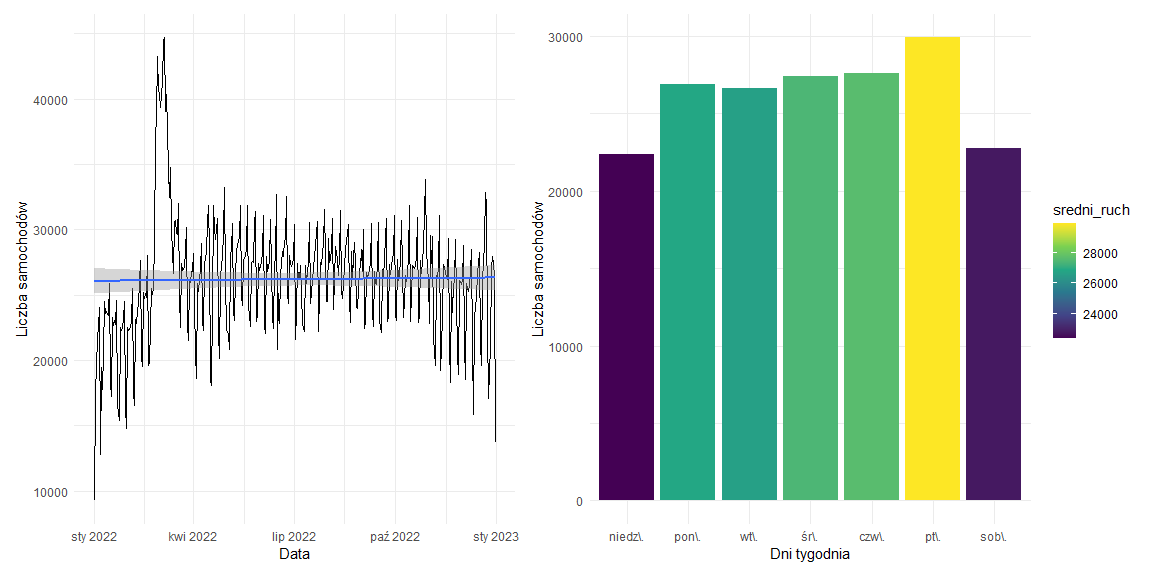 Liczba samochodów
40000
30000
20000
10000
sty 2022
kwi 2022
lip 2022
paź 2022
sty 2023
Data
Liczba samochodów
30000
20000
10000
0
niedz\.
pon\.
wt\.
śr\.
czw\.
pt\.
sob\.
Dni tygodnia
sredni_ruch
28000
26000
24000